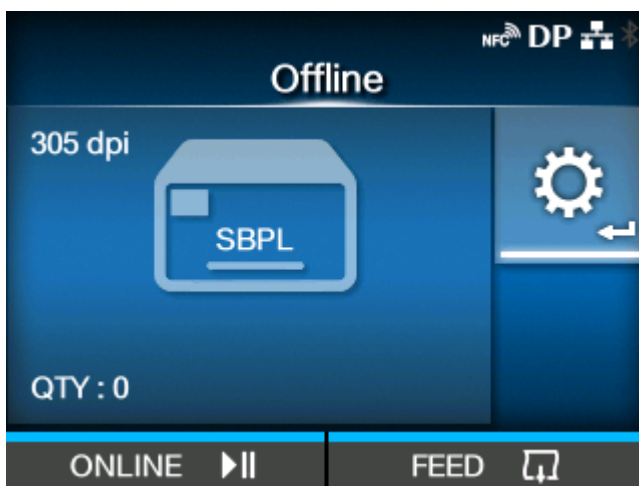 NFC DP
Offline
305 dpi
SBPL
QTY : 0
ONLINE FEED